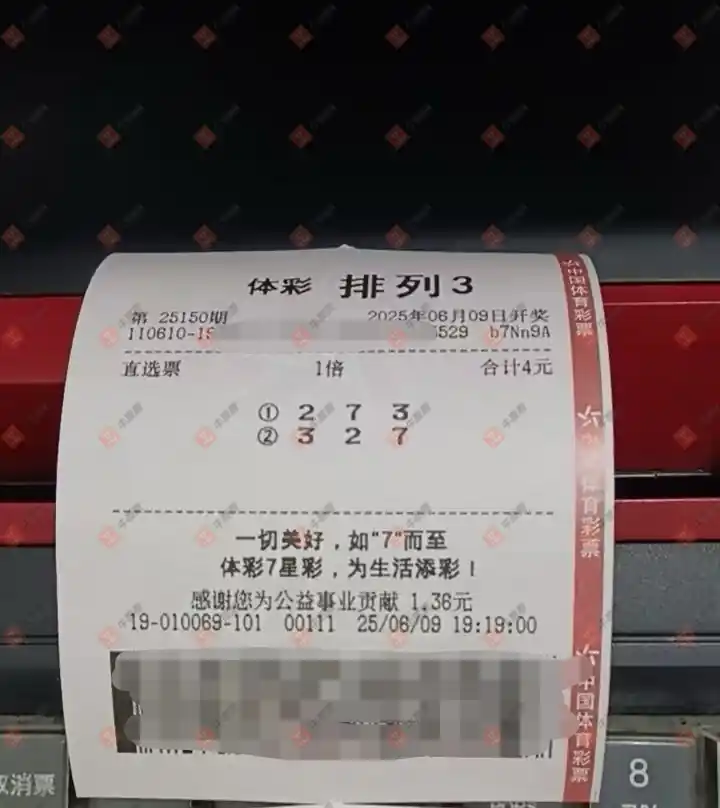 体彩 排列3
第 25150期 2025年06月09日开奖
110610-19 6529 b7Nn9A
直选票 1倍 合计4元
① 2 7 3
② 3 2 7
一切美好，如“7”而至
体彩7星彩，为生活添彩！
感谢您为公益事业贡献 1.36元
19-010069-101 00111 25/06/09 19:19:00
中国体育彩票
体育彩票
中国体育彩票
取消票
8